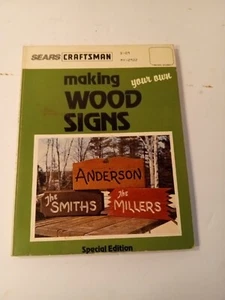 SEARS CRAFTSMAN
making
your own
WOOD
SIGNS
ANDERSON
The SMITHS
The MILLERS
Special Edition